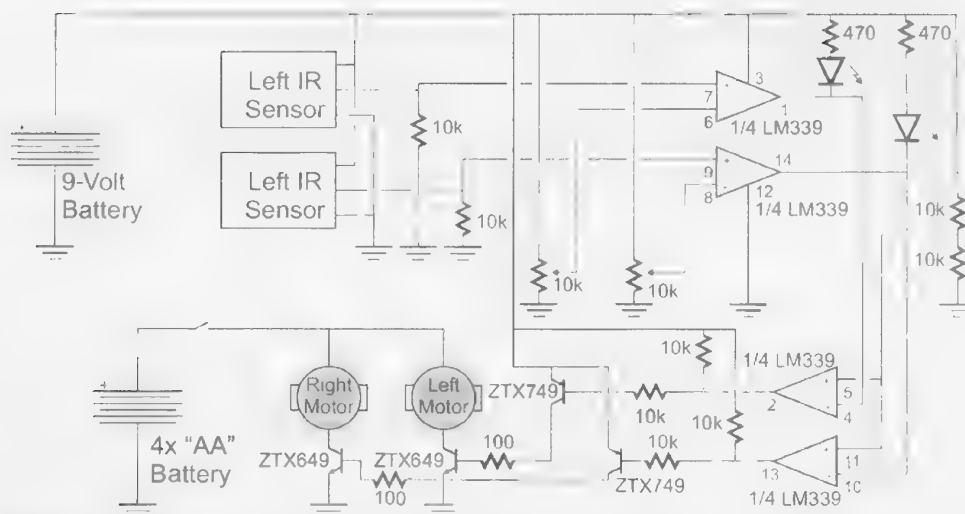 470
470
Left IR
Sensor
3
7
1
10k
6
1/4 LM339
9-Volt
Battery
Left IR
Sensor
14
9
12
8
1/4 LM339
10k
10k
10k
10k
10k
10k
1/4 LM339
Right
Motor
Left
Motor
ZTX749
5
2
4
10k
10k
4x "AA"
Battery
ZTX649
ZTX649
100
10k
11
13
10
100
ZTX749
1/4 LM339